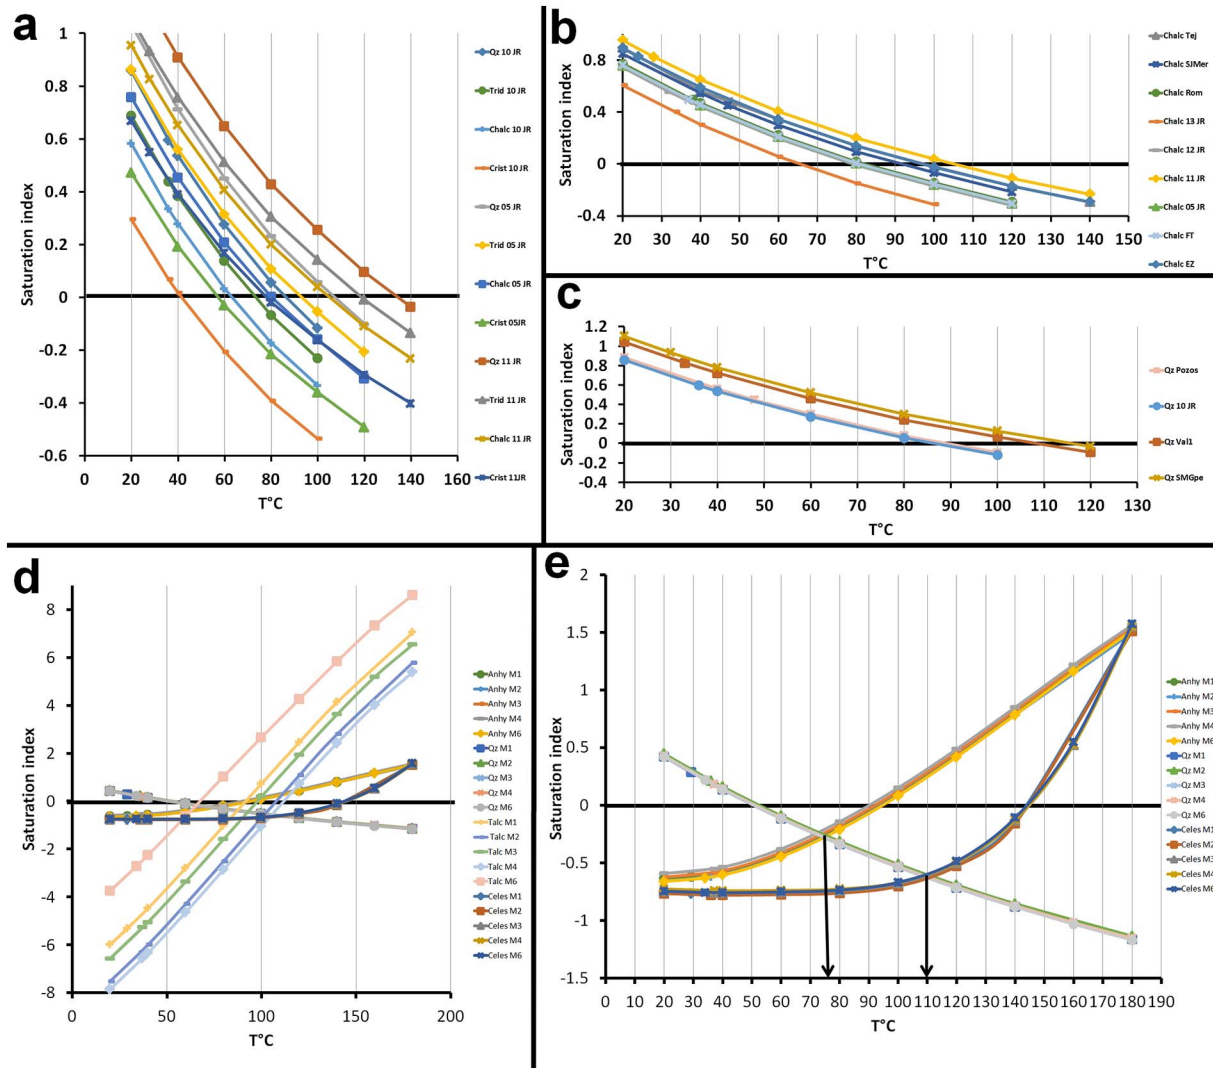 a
1
0.8
0.6
0.4
0.2
0
-0.2
-0.4
-0.6
Saturation index
0 20 40 60 80 100 120 140 160
T°C
Qz 10 JR
Trid 10 JR
Chalc 10 JR
Crist 10 JR
Qz 05 JR
Trid 05 JR
Chalc 05 JR
Crist 05JR
Qz 11 JR
Trid 11 JR
Chalc 11 JR
Crist 11JR
b
0.8
0.4
0
-0.4
Saturation index
20 30 40 50 60 70 80 90 100 110 120 130 140 150
T°C
Chalc Tej
Chalc SJMer
Chalc Rom
Chalc 13 JR
Chalc 12 JR
Chalc 11 JR
Chalc 05 JR
Chalc FT
Chalc EZ
c
1.2
1
0.8
0.6
0.4
0.2
0
-0.2
-0.4
Saturation index
20 30 40 50 60 70 80 90 100 110 120 130
T°C
Qz Pozos
Qz 10 JR
Qz Val1
Qz SMGpe
d
8
6
4
2
0
-2
-4
-6
-8
Saturation index
0 50 100 150 200
T°C
Anhy M1
Anhy M2
Anhy M3
Anhy M4
Anhy M6
Qz M1
Qz M2
Qz M3
Qz M4
Qz M6
Talc M1
Talc M2
Talc M3
Talc M4
Talc M6
Celes M1
Celes M2
Celes M3
Celes M4
Celes M6
e
2
1.5
1
0.5
0
-0.5
-1
-1.5
Saturation index
0 10 20 30 40 50 60 70 80 90 100 110 120 130 140 150 160 170 180 190
T°C
Anhy M1
Anhy M2
Anhy M3
Anhy M4
Anhy M6
Qz M1
Qz M2
Qz M3
Qz M4
Qz M6
Celes M1
Celes M2
Celes M3
Celes M4
Celes M6